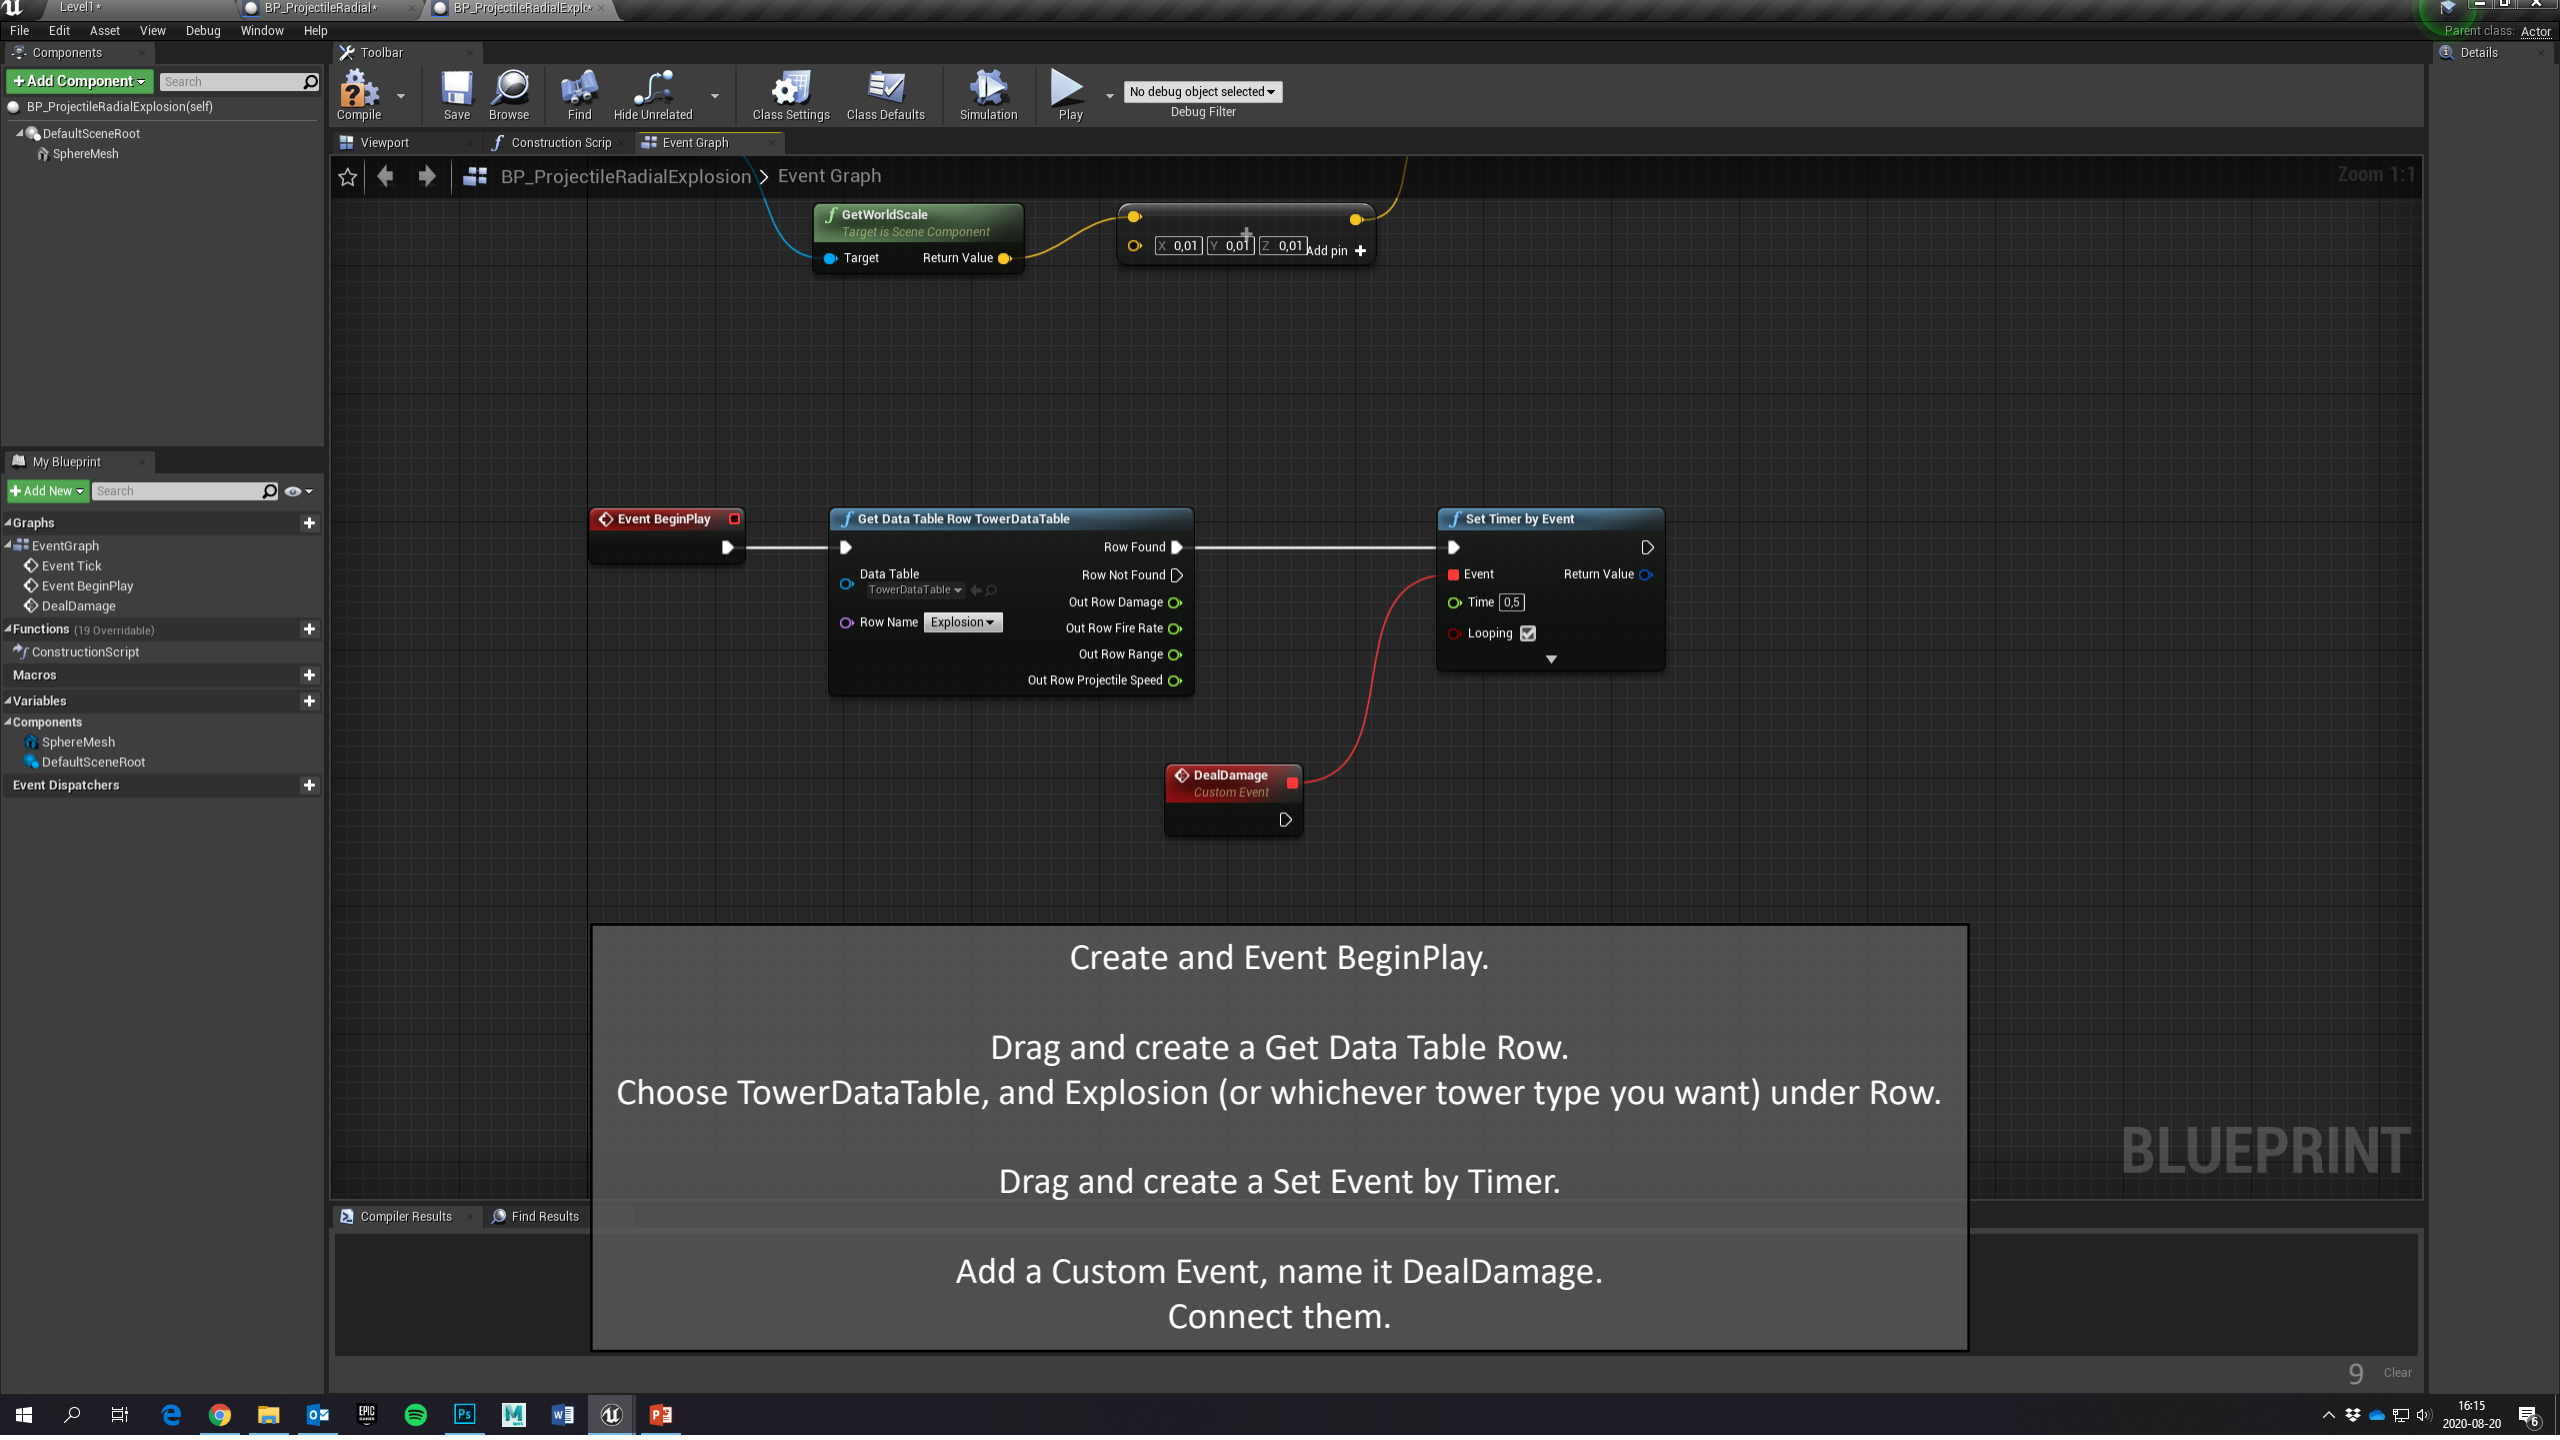 Level1*
BP_ProjectileRadial*
BP_ProjectileRadialExplo*
File Edit Asset View Debug Window Help
Parent class: Actor
Components
Toolbar
Details
+Add Component
Search
BP_ProjectileRadialExplosion(self)
DefaultSceneRoot
SphereMesh
Compile
Save
Browse
Find
Hide Unrelated
Class Settings
Class Defaults
Simulation
Play
No debug object selected
Debug Filter
Viewport
Construction Scrip
Event Graph
BP_ProjectileRadialExplosion > Event Graph
Zoom 1:1
GetWorldScale
Target is Scene Component
Target
Return Value
X 0,01 Y 0,01 Z 0,01
Add pin +
My Blueprint
+Add New
Search
Graphs
EventGraph
Event Tick
Event BeginPlay
DealDamage
Functions (19 Overridable)
ConstructionScript
Macros
Variables
Components
SphereMesh
DefaultSceneRoot
Event Dispatchers
Event BeginPlay
Get Data Table Row TowerDataTable
Row Found
Data Table
TowerDataTable
Row Not Found
Out Row Damage
Row Name Explosion
Out Row Fire Rate
Out Row Range
Out Row Projectile Speed
Set Timer by Event
Event
Return Value
Time 0,5
Looping
DealDamage
Custom Event
Create and Event BeginPlay.
Drag and create a Get Data Table Row.
Choose TowerDataTable, and Explosion (or whichever tower type you want) under Row.
Drag and create a Set Event by Timer.
Add a Custom Event, name it DealDamage.
Connect them.
BLUEPRINT
Compiler Results
Find Results
9
Clear
EPIC GAMES
Ps
M
W
P
16:15
2020-08-20
6